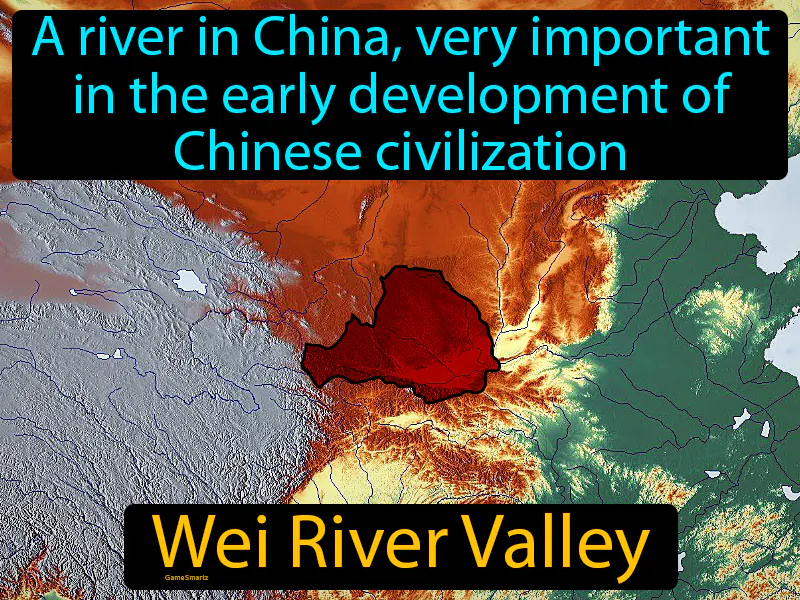 A river in China, very important
in the early development of
Chinese civilization
Wei River Valley
GameSmartz